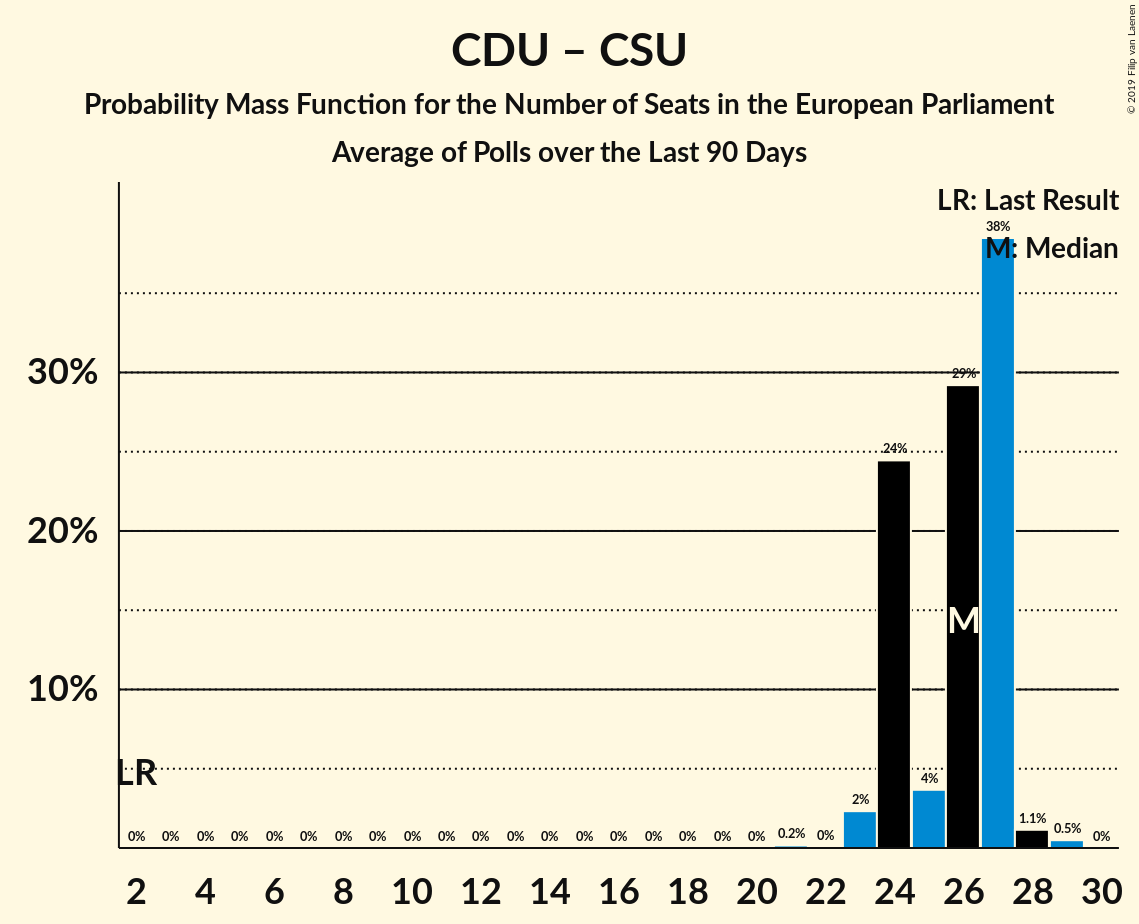 CDU – CSU
Probability Mass Function for the Number of Seats in the European Parliament
Average of Polls over the Last 90 Days
© 2019 Filip van Laenen
LR: Last Result
M: Median
38%
30%
29%
24%
20%
M
10%
LR
0% 0% 0% 0% 0% 0% 0% 0% 0% 0% 0% 0% 0% 0% 0% 0% 0% 0% 0% 0.2% 0% 2% 4% 1.1% 0.5% 0%
2 4 6 8 10 12 14 16 18 20 22 24 26 28 30